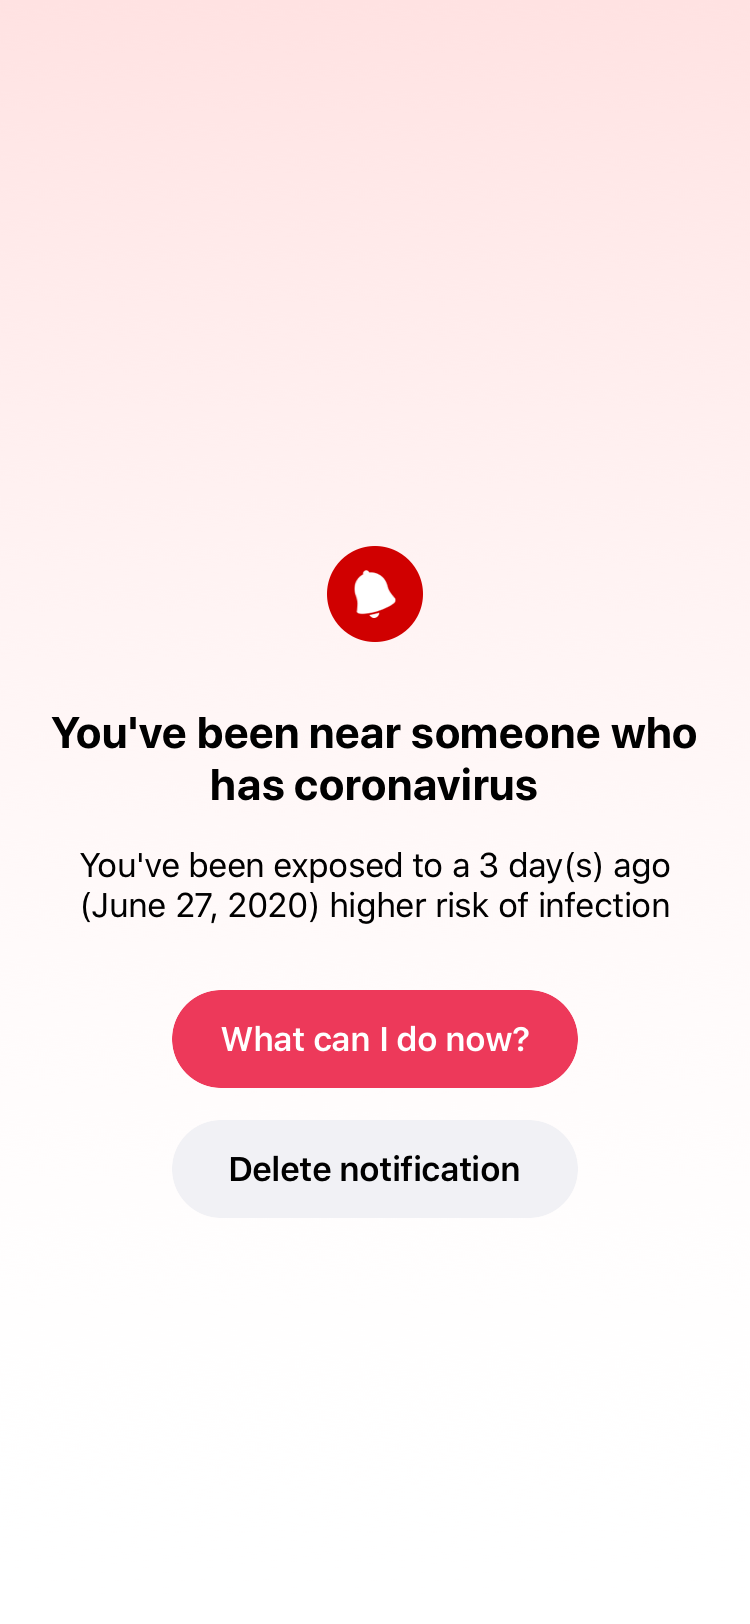 You've been near someone who
has coronavirus
You've been exposed to a 3 day(s) ago
(June 27, 2020) higher risk of infection
What can I do now?
Delete notification